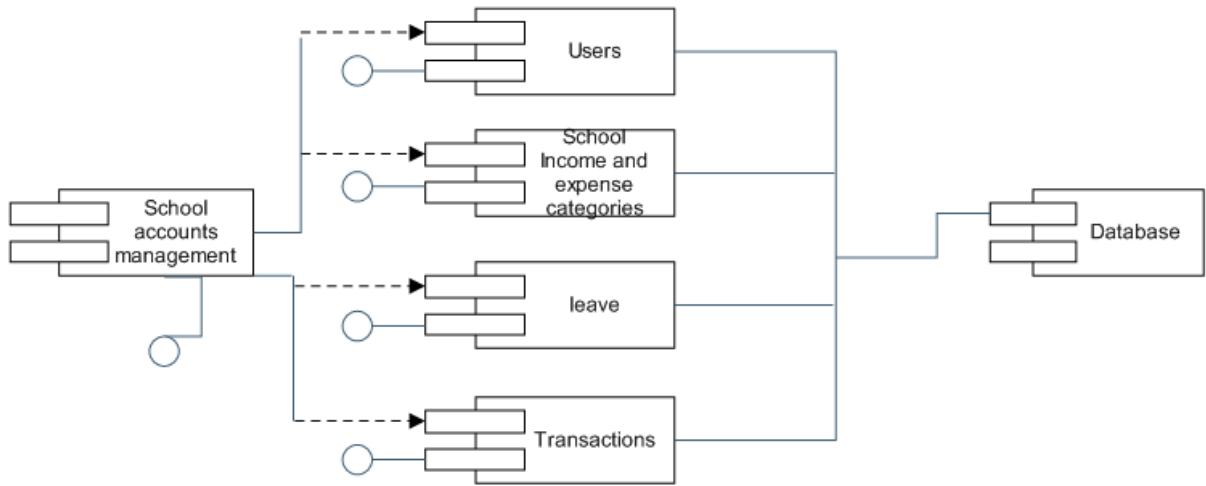 Users
School
Income and
expense
categories
School
accounts
management
Database
leave
Transactions